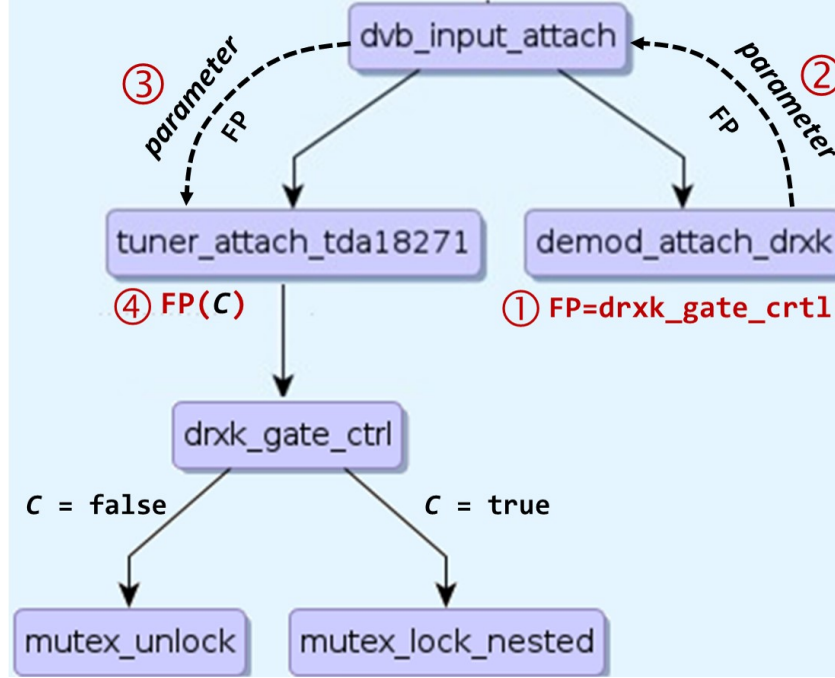 dvb_input_attach
③
parameter
FP
parameter
②
FP
tuner_attach_tda18271
demod_attach_drxk
④ FP(C)
① FP=drxk_gate_crtl
drxk_gate_ctrl
C = false
C = true
mutex_unlock
mutex_lock_nested